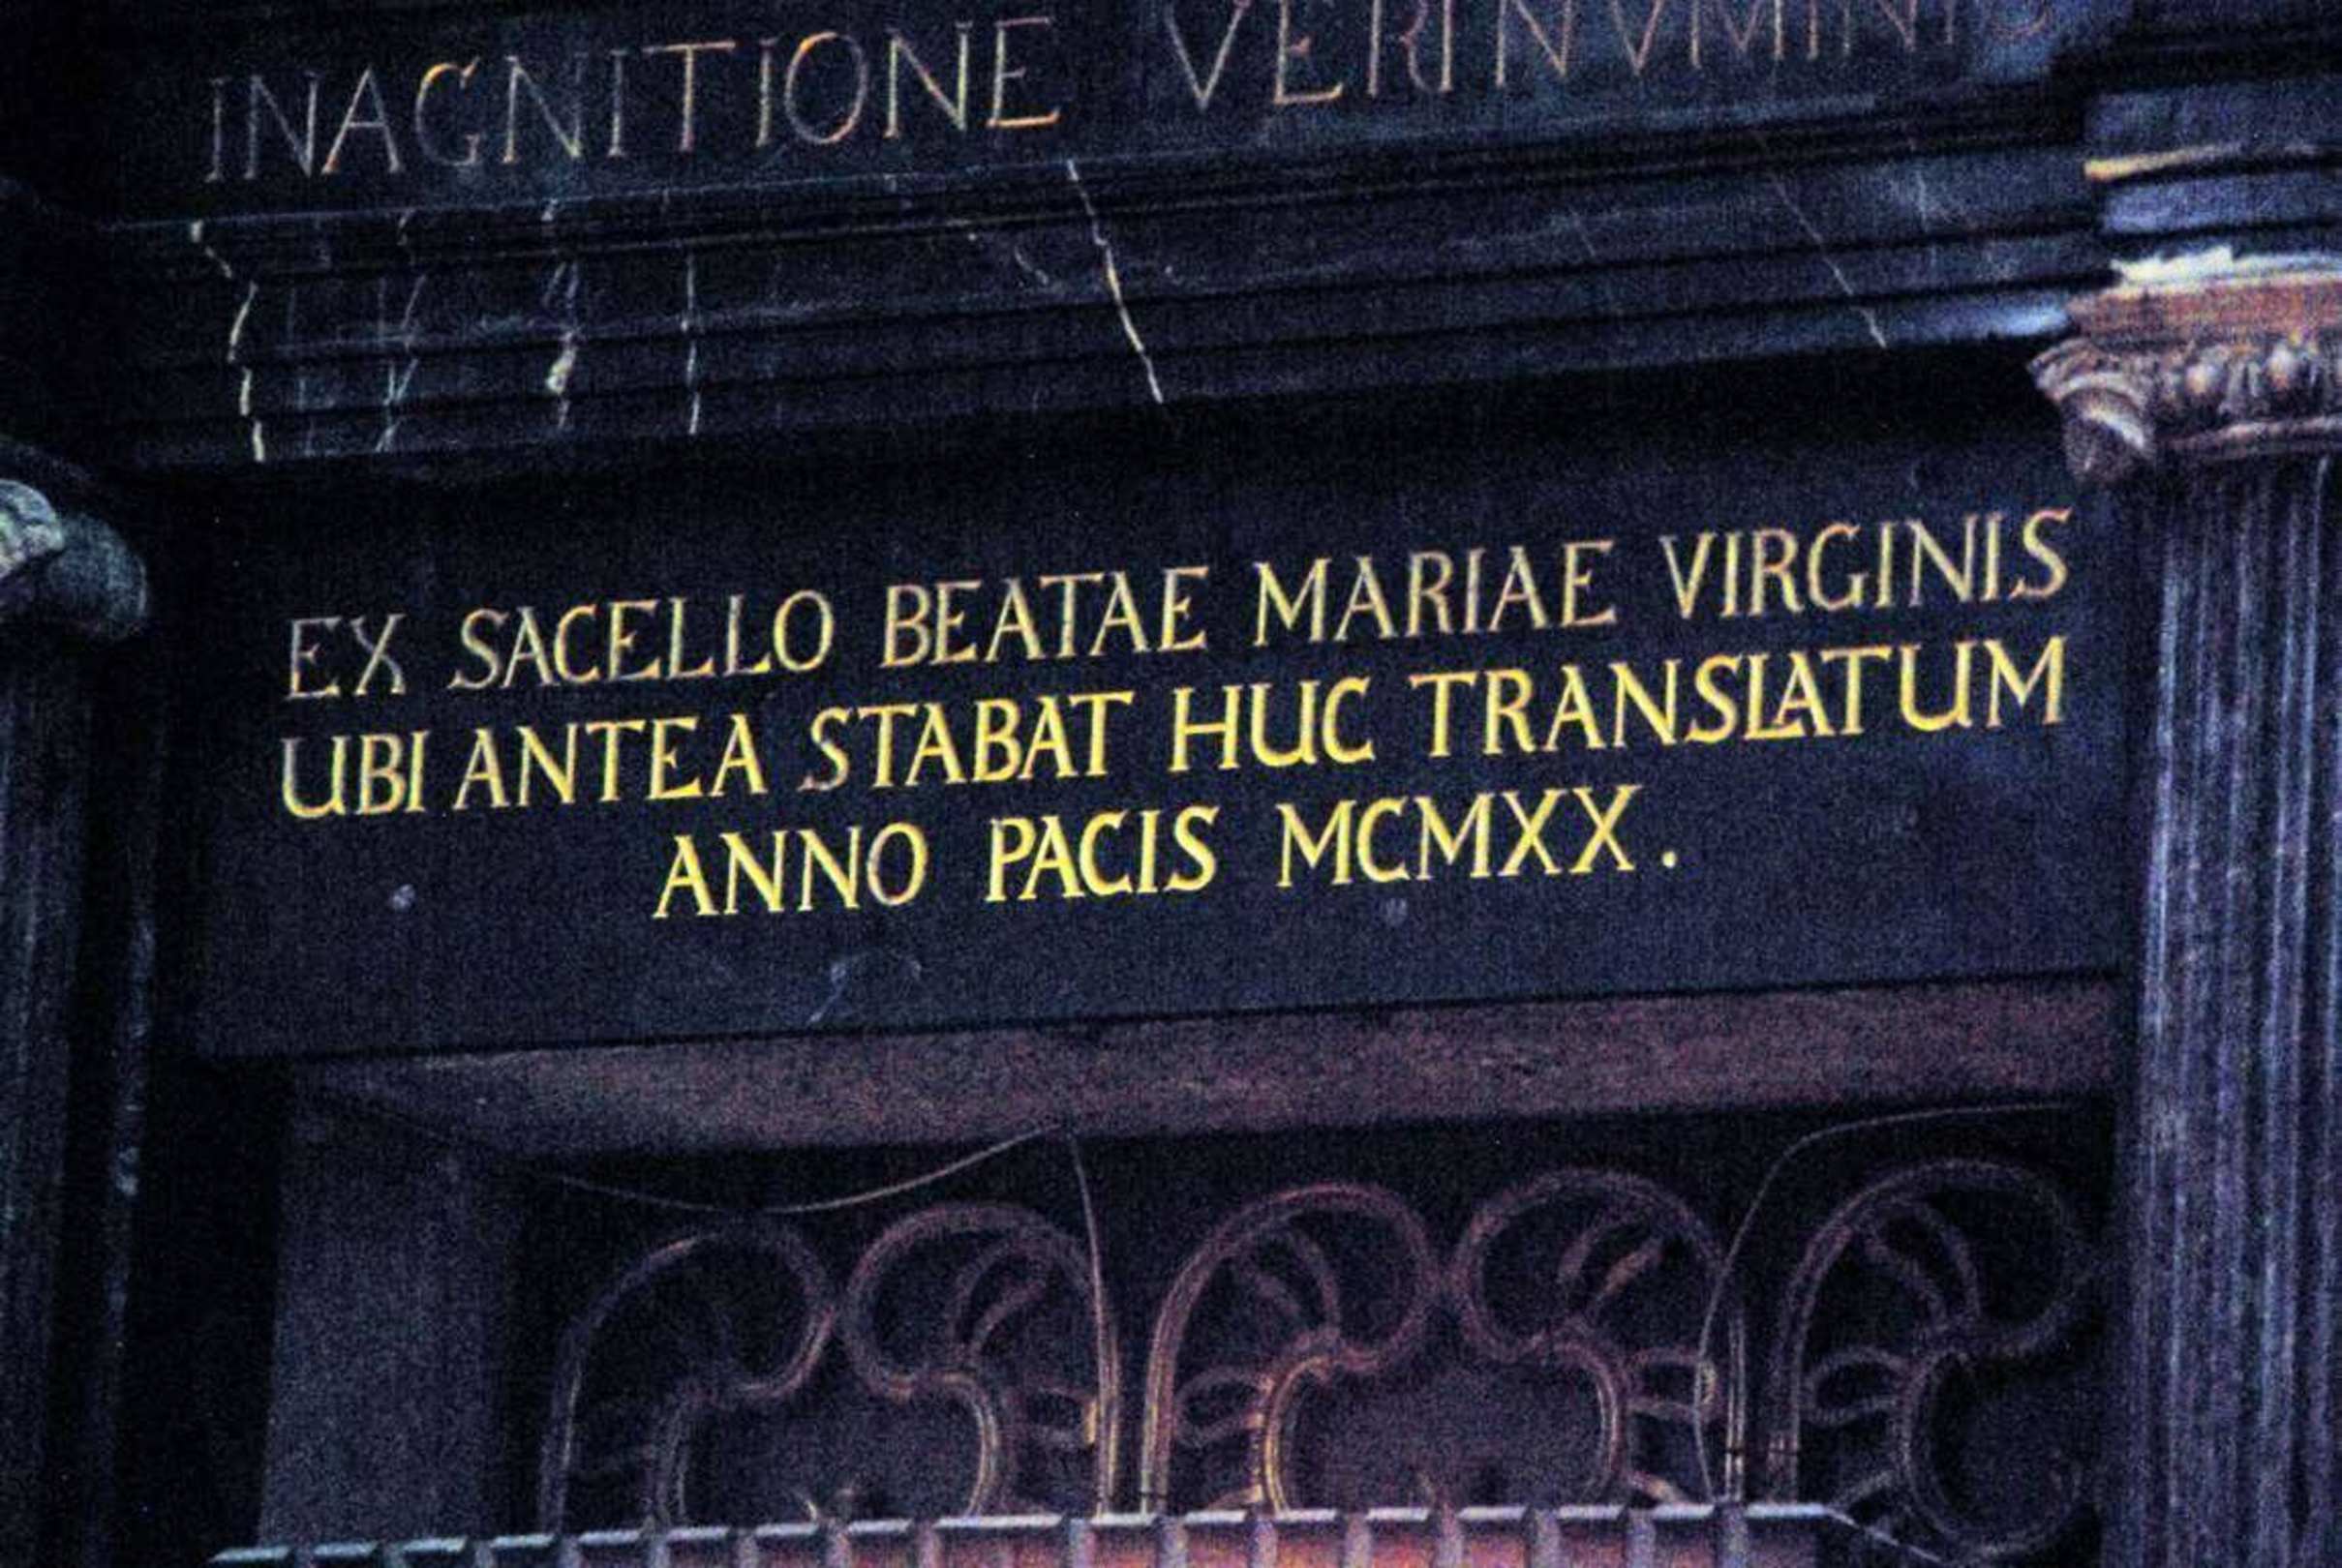 INAGNITIONE VERI NVMINIS
EX SACELLO BEATAE MARIAE VIRGINIS
UBI ANTEA STABAT HUC TRANSLATUM
ANNO PACIS MCMXX.